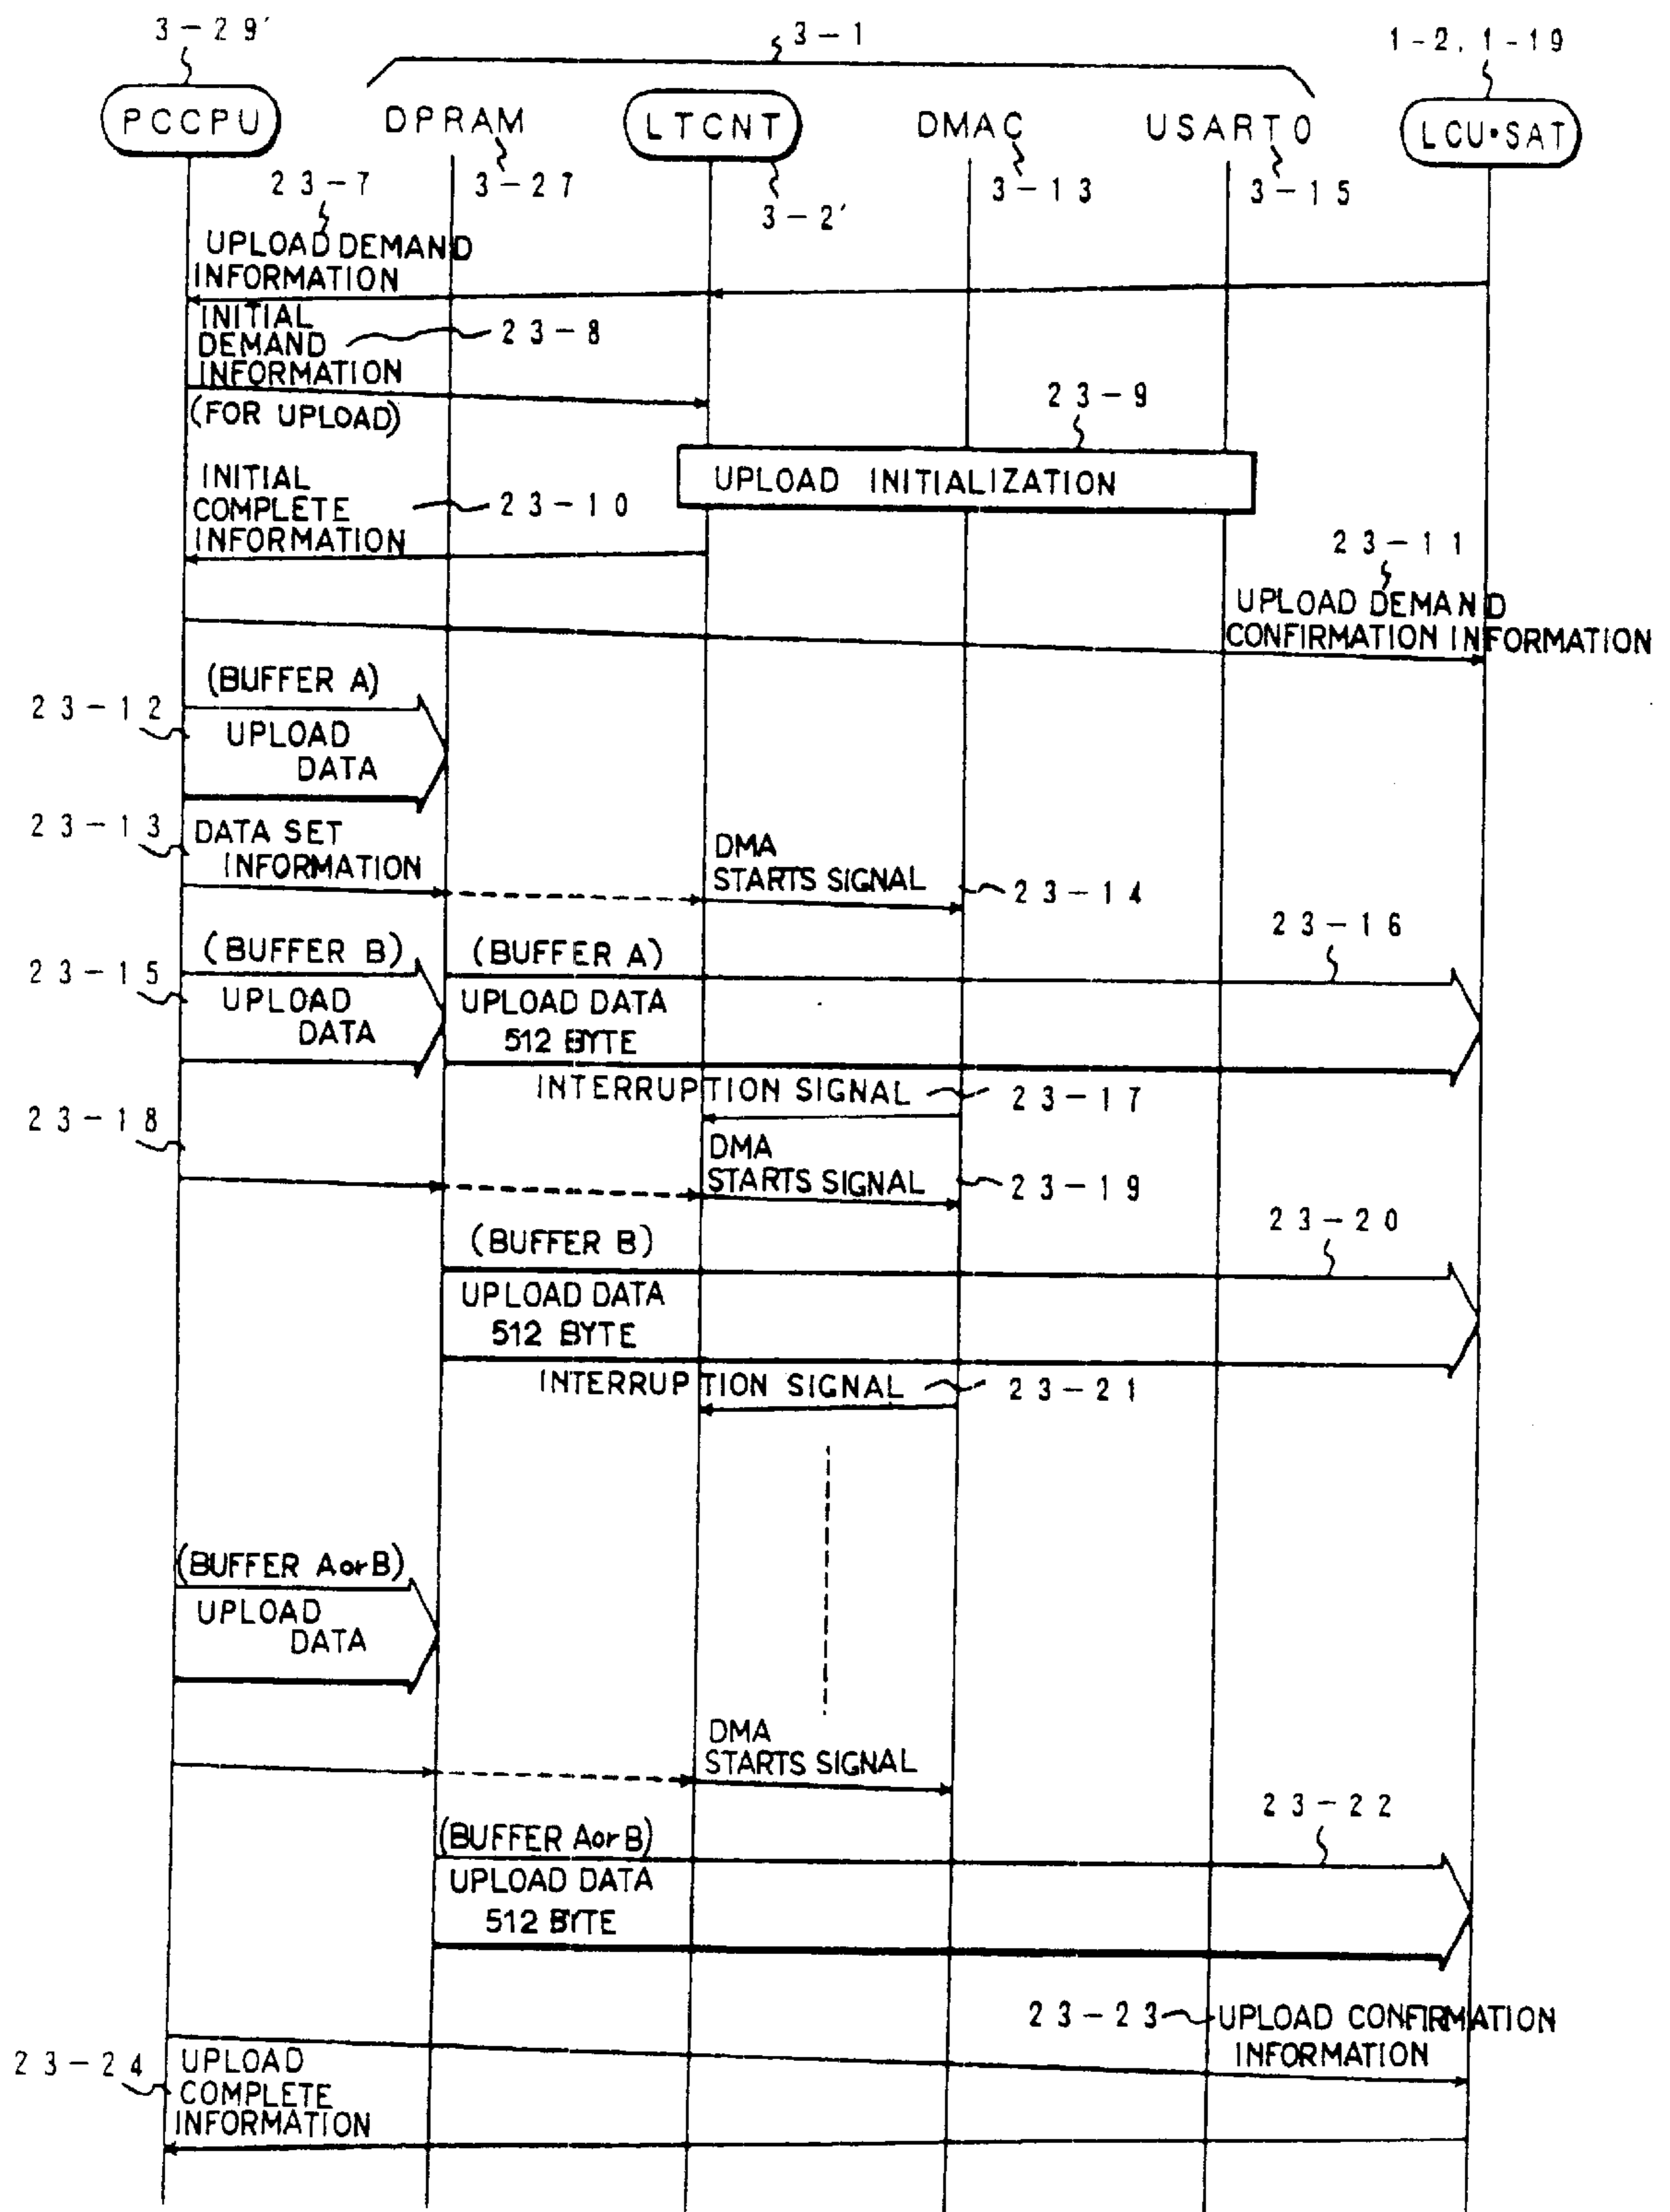 3-29'
3-1
1-2, 1-19
PCCPU
DPRAM
LTCNT
DMAC
USART0
LCU•SAT
23-7
3-27
3-2'
3-13
3-15
UPLOAD DEMAND
INFORMATION
INITIAL
DEMAND
INFORMATION
23-8
(FOR UPLOAD)
23-9
UPLOAD INITIALIZATION
INITIAL
COMPLETE
INFORMATION
23-10
23-11
UPLOAD DEMAND
CONFIRMATION INFORMATION
(BUFFER A)
23-12
UPLOAD
DATA
23-13
DATA SET
INFORMATION
DMA
STARTS SIGNAL
23-14
23-16
(BUFFER B)
(BUFFER A)
23-15
UPLOAD
DATA
UPLOAD DATA
512 BYTE
INTERRUPTION SIGNAL
23-17
23-18
DMA
STARTS SIGNAL
23-19
23-20
(BUFFER B)
UPLOAD DATA
512 BYTE
INTERRUPTION SIGNAL
23-21
(BUFFER A or B)
UPLOAD
DATA
DMA
STARTS SIGNAL
23-22
(BUFFER A or B)
UPLOAD DATA
512 BYTE
23-23
UPLOAD CONFIRMATION
INFORMATION
23-24
UPLOAD
COMPLETE
INFORMATION